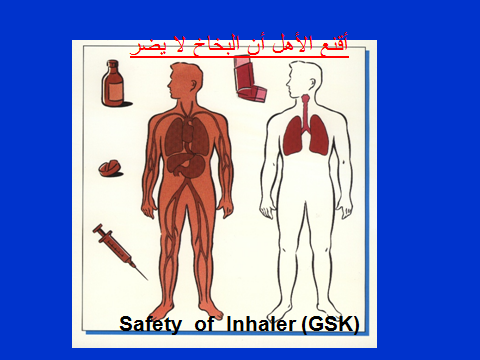 أقنع الأهل أن البخاخ لا يضر
Safety of Inhaler (GSK)